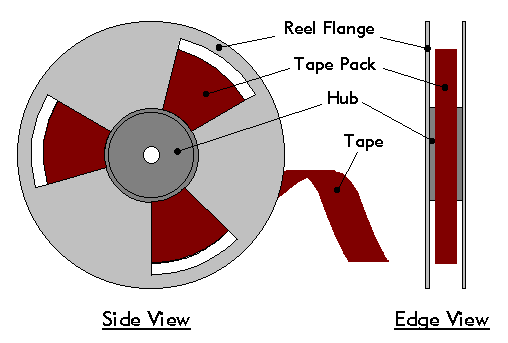 Reel Flange
Tape Pack
Hub
Tape
Side View
Edge View